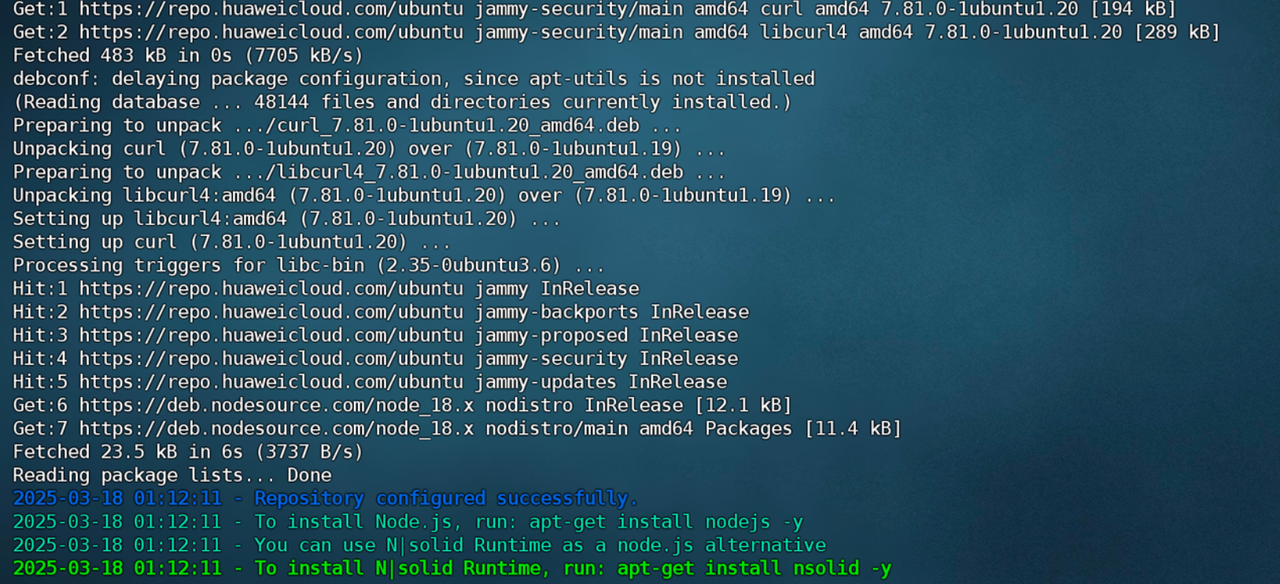 Get:1 https://repo.huaweicloud.com/ubuntu jammy-security/main amd64 curl amd64 7.81.0-1ubuntu1.20 [194 kB]
Get:2 https://repo.huaweicloud.com/ubuntu jammy-security/main amd64 libcurl4 amd64 7.81.0-1ubuntu1.20 [289 kB]
Fetched 483 kB in 0s (7705 kB/s)
debconf: delaying package configuration, since apt-utils is not installed
(Reading database ... 48144 files and directories currently installed.)
Preparing to unpack .../curl_7.81.0-1ubuntu1.20_amd64.deb ...
Unpacking curl (7.81.0-1ubuntu1.20) over (7.81.0-1ubuntu1.19) ...
Preparing to unpack .../libcurl4_7.81.0-1ubuntu1.20_amd64.deb ...
Unpacking libcurl4:amd64 (7.81.0-1ubuntu1.20) over (7.81.0-1ubuntu1.19) ...
Setting up libcurl4:amd64 (7.81.0-1ubuntu1.20) ...
Setting up curl (7.81.0-1ubuntu1.20) ...
Processing triggers for libc-bin (2.35-0ubuntu3.6) ...
Hit:1 https://repo.huaweicloud.com/ubuntu jammy InRelease
Hit:2 https://repo.huaweicloud.com/ubuntu jammy-backports InRelease
Hit:3 https://repo.huaweicloud.com/ubuntu jammy-proposed InRelease
Hit:4 https://repo.huaweicloud.com/ubuntu jammy-security InRelease
Hit:5 https://repo.huaweicloud.com/ubuntu jammy-updates InRelease
Get:6 https://deb.nodesource.com/node_18.x nodistro InRelease [12.1 kB]
Get:7 https://deb.nodesource.com/node_18.x nodistro/main amd64 Packages [11.4 kB]
Fetched 23.5 kB in 6s (3737 B/s)
Reading package lists... Done
2025-03-18 01:12:11 - Repository configured successfully.
2025-03-18 01:12:11 - To install Node.js, run: apt-get install nodejs -y
2025-03-18 01:12:11 - You can use N|solid Runtime as a node.js alternative
2025-03-18 01:12:11 - To install N|solid Runtime, run: apt-get install nsolid -y